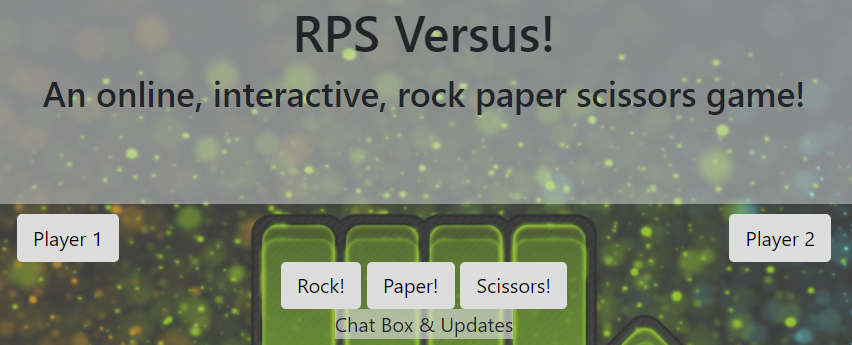 RPS Versus!
An online, interactive, rock paper scissors game!
Player 1
Player 2
Rock!
Paper!
Scissors!
Chat Box & Updates